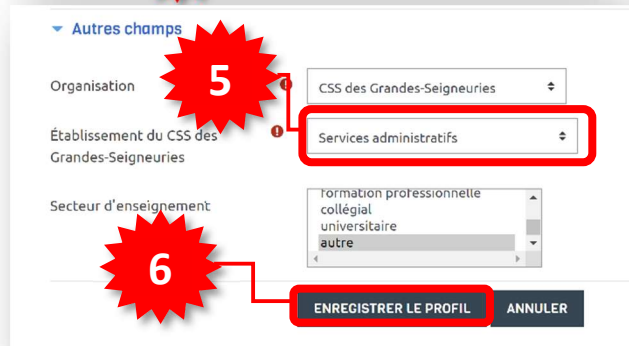 Autres champs
5
Organisation
CSS des Grandes-Seigneuries
Établissement du CSS des
Grandes-Seigneuries
Services administratifs
Secteur d'enseignement
formation professionnelle
collégial
universitaire
autre
6
ENREGISTRER LE PROFIL
ANNULER